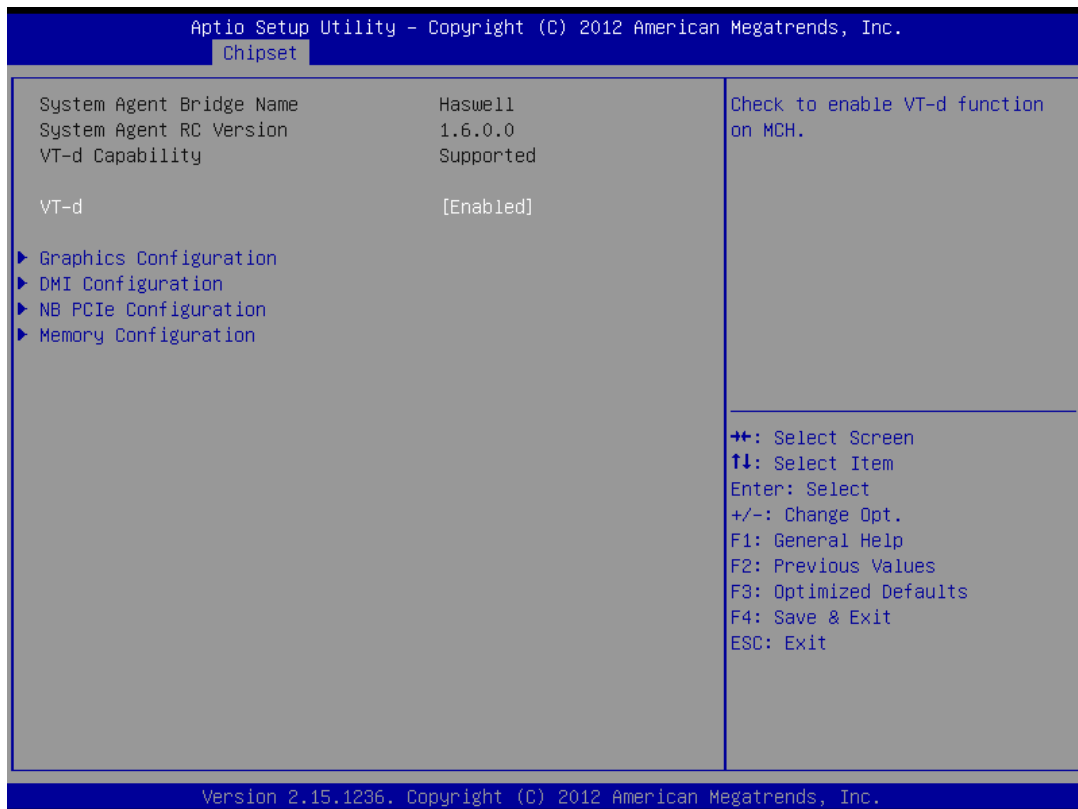 Aptio Setup Utility – Copyright (C) 2012 American Megatrends, Inc.
Chipset
System Agent Bridge Name Haswell
System Agent RC Version 1.6.0.0
VT-d Capability Supported
VT-d [Enabled]
Graphics Configuration
DMI Configuration
NB PCIe Configuration
Memory Configuration
Check to enable VT-d function
on MCH.
→←: Select Screen
↑↓: Select Item
Enter: Select
+/-: Change Opt.
F1: General Help
F2: Previous Values
F3: Optimized Defaults
F4: Save & Exit
ESC: Exit
Version 2.15.1236. Copyright (C) 2012 American Megatrends, Inc.